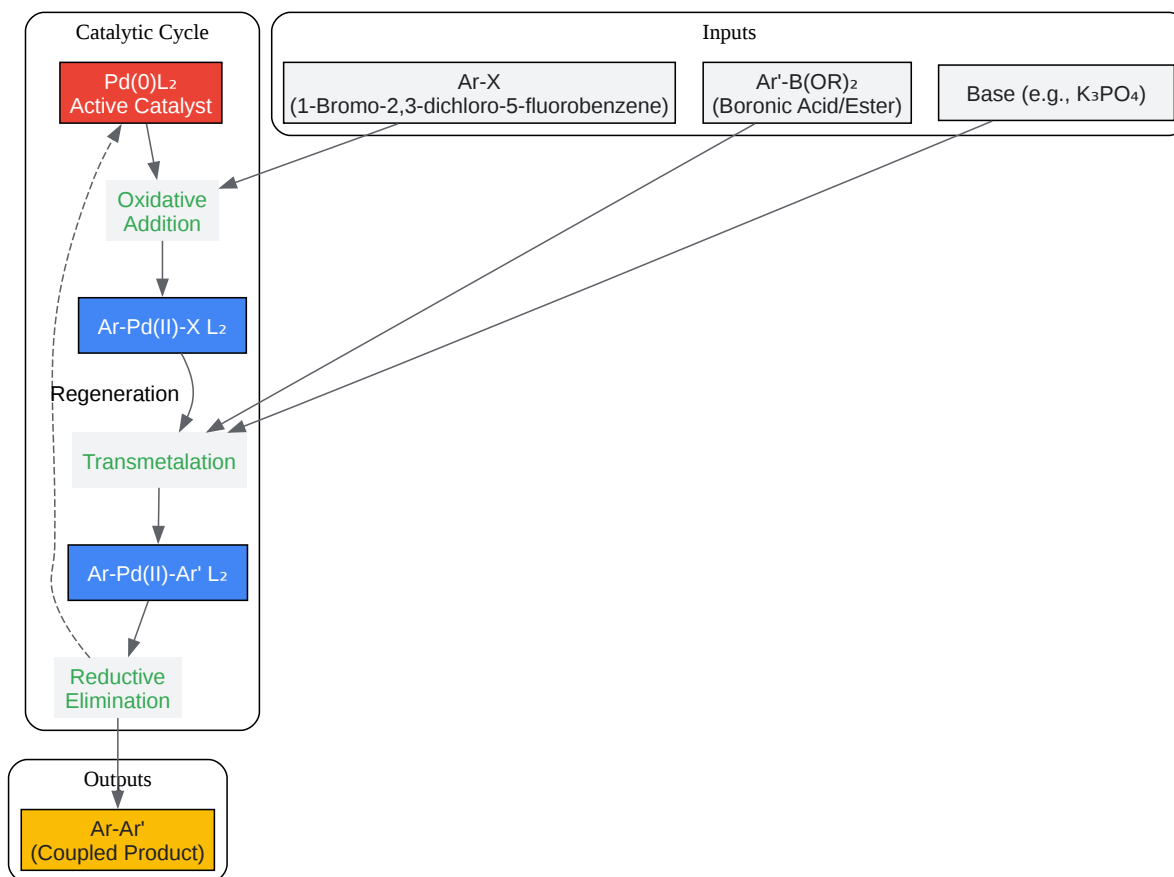 Catalytic Cycle
Pd(0)L₂
Active Catalyst
Oxidative
Addition
Ar-Pd(II)-X L₂
Regeneration
Transmetalation
Ar-Pd(II)-Ar' L₂
Reductive
Elimination
Inputs
Ar-X
(1-Bromo-2,3-dichloro-5-fluorobenzene)
Ar'-B(OR)₂
(Boronic Acid/Ester)
Base (e.g., K₃PO₄)
Outputs
Ar-Ar'
(Coupled Product)